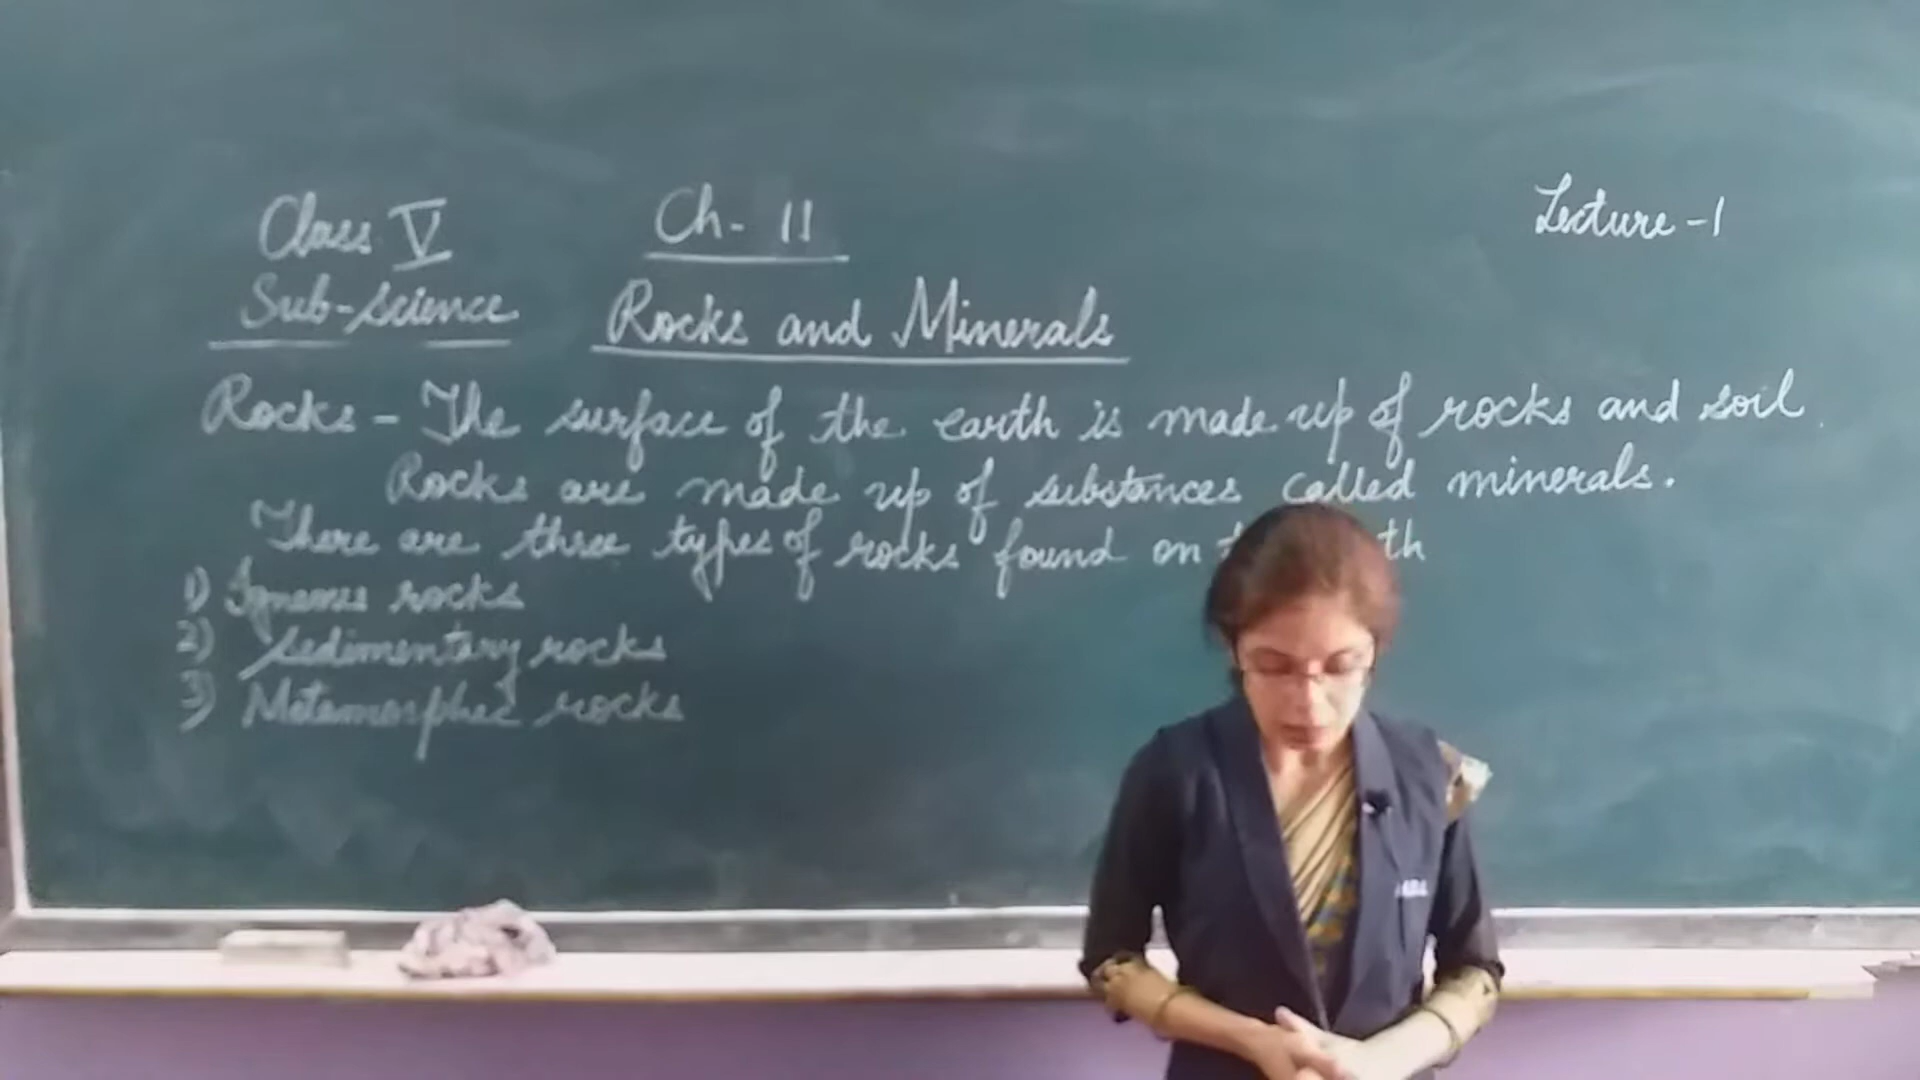 Class V
Ch- 11
Lecture -1
Sub-science
Rocks and Minerals
Rocks - The surface of the earth is made up of rocks and soil.
Rocks are made up of substances called minerals.
There are three types of rocks found on th
1) Igneous rocks
2) sedimentary rocks
3) Metamorphic rocks